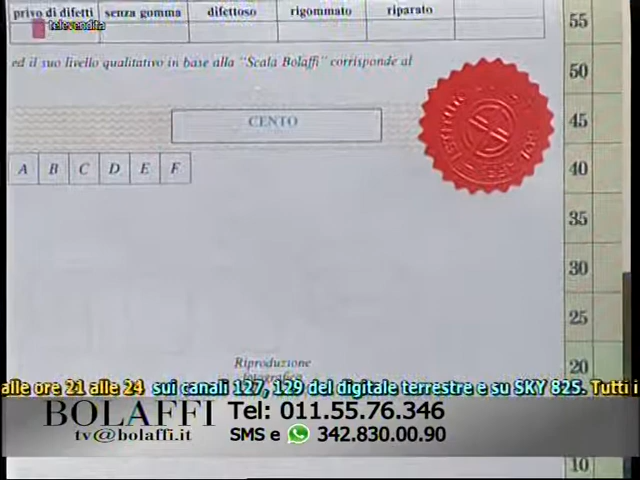 privo di difetti senza gomma difettoso rigommato riparato
televendita
ed il suo livello qualitativo in base alla "Scala Bolaffi" corrisponde al
CENTO
A B C D E F
55
50
45
40
35
30
25
20
10
Riproduzione
fotografica
alle ore 21 alle 24 sui canali 127, 129 del digitale terrestre e su SKY 825. Tutti i
BOLAFFI
tv@bolaffi.it
Tel: 011.55.76.346
SMS e 342.830.00.90